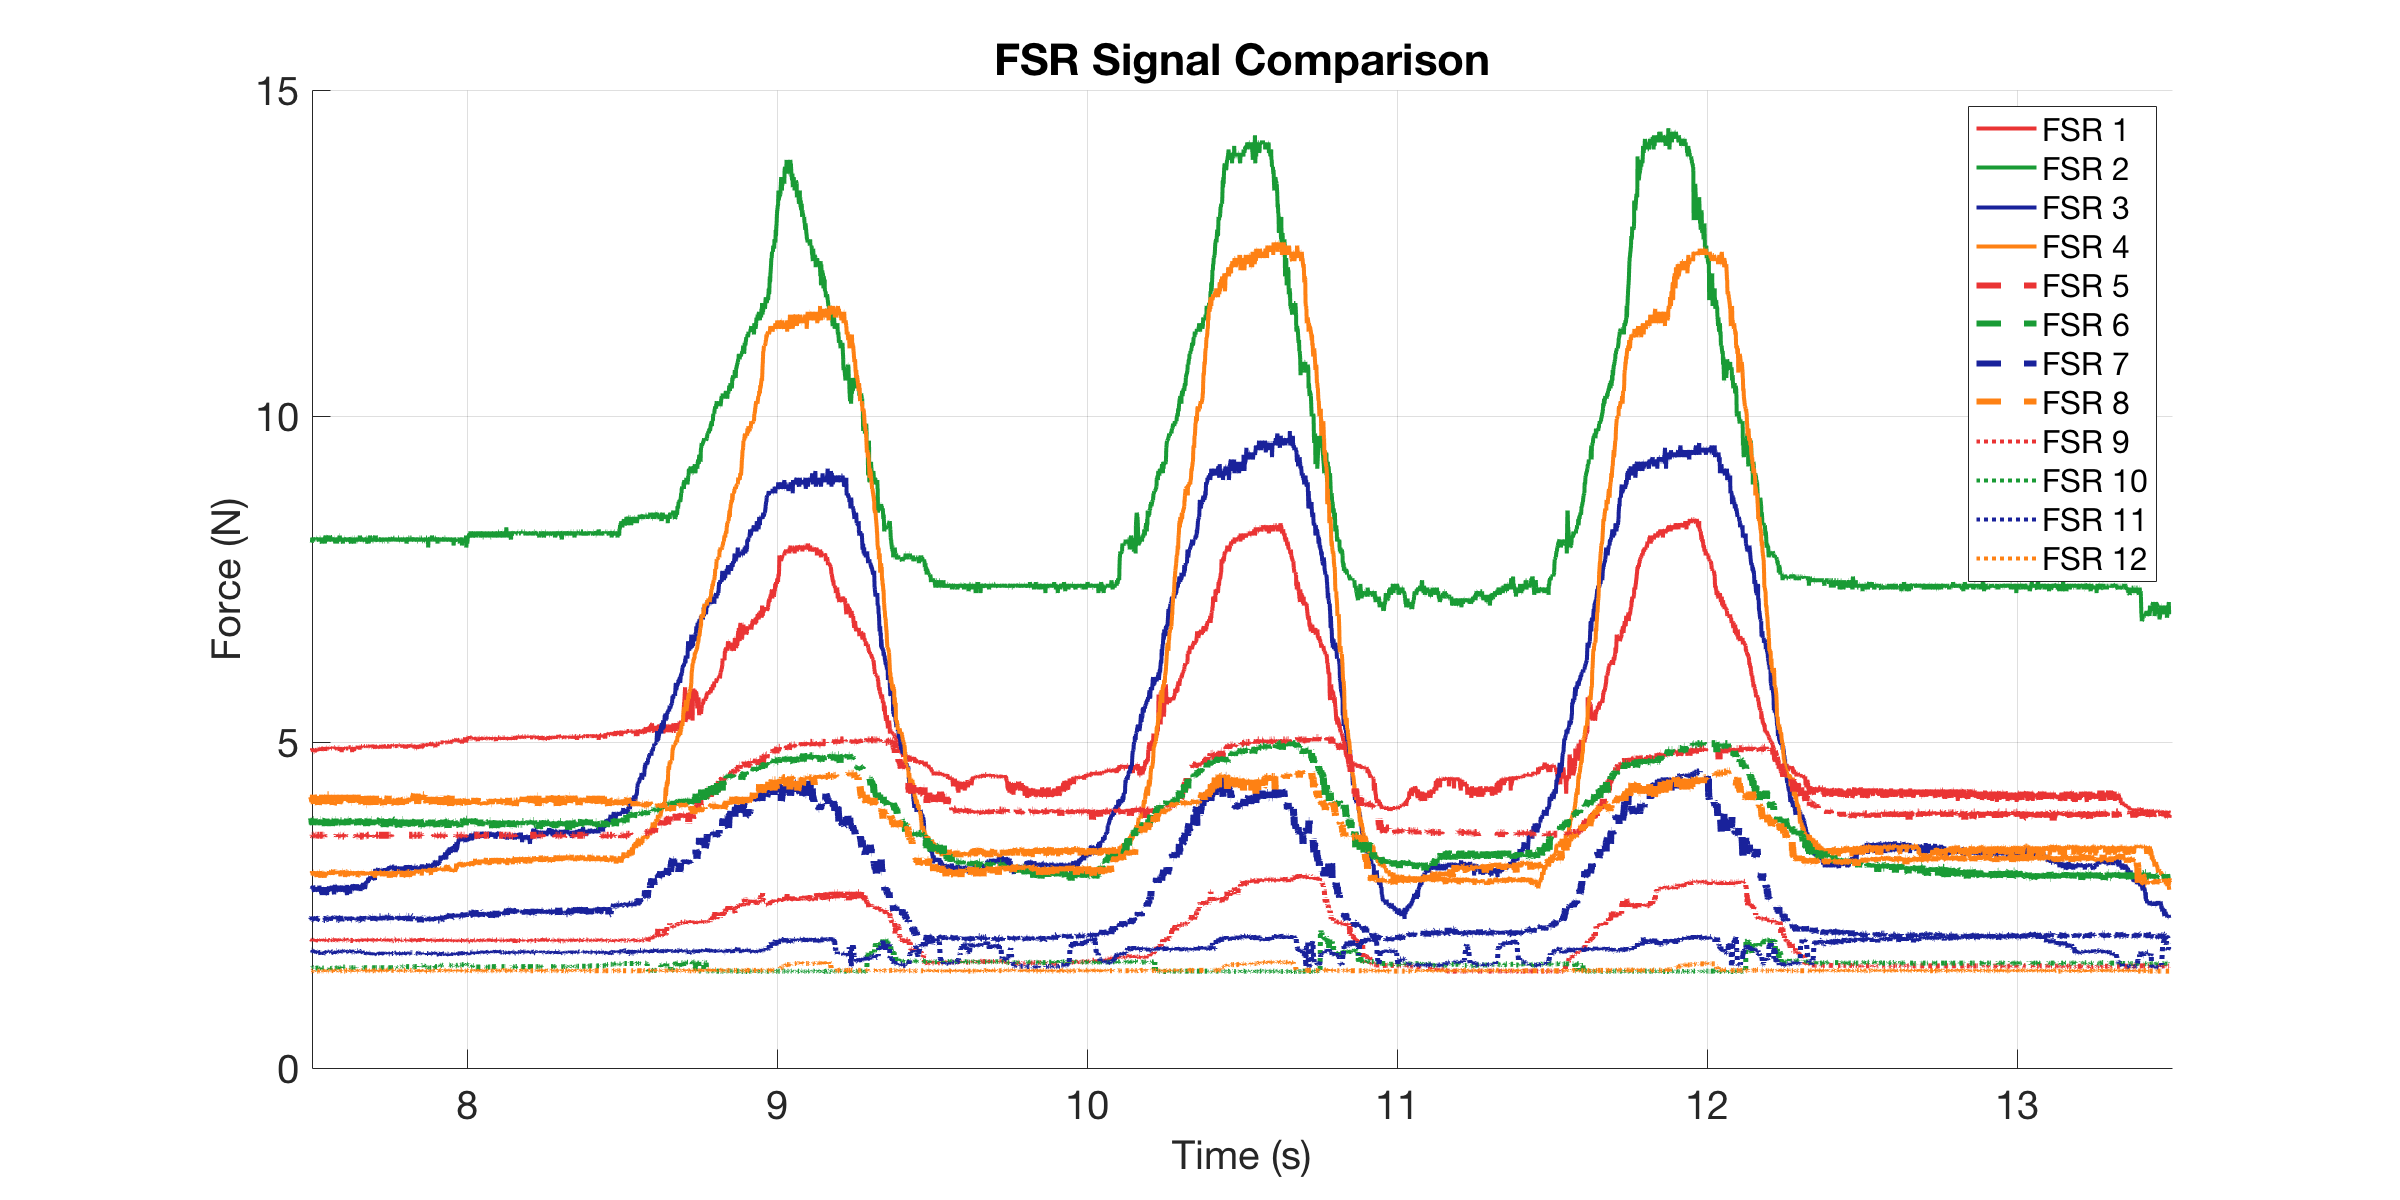 FSR Signal Comparison
15
10
5
0
Force (N)
8 9 10 11 12 13
Time (s)
FSR 1
FSR 2
FSR 3
FSR 4
FSR 5
FSR 6
FSR 7
FSR 8
FSR 9
FSR 10
FSR 11
FSR 12